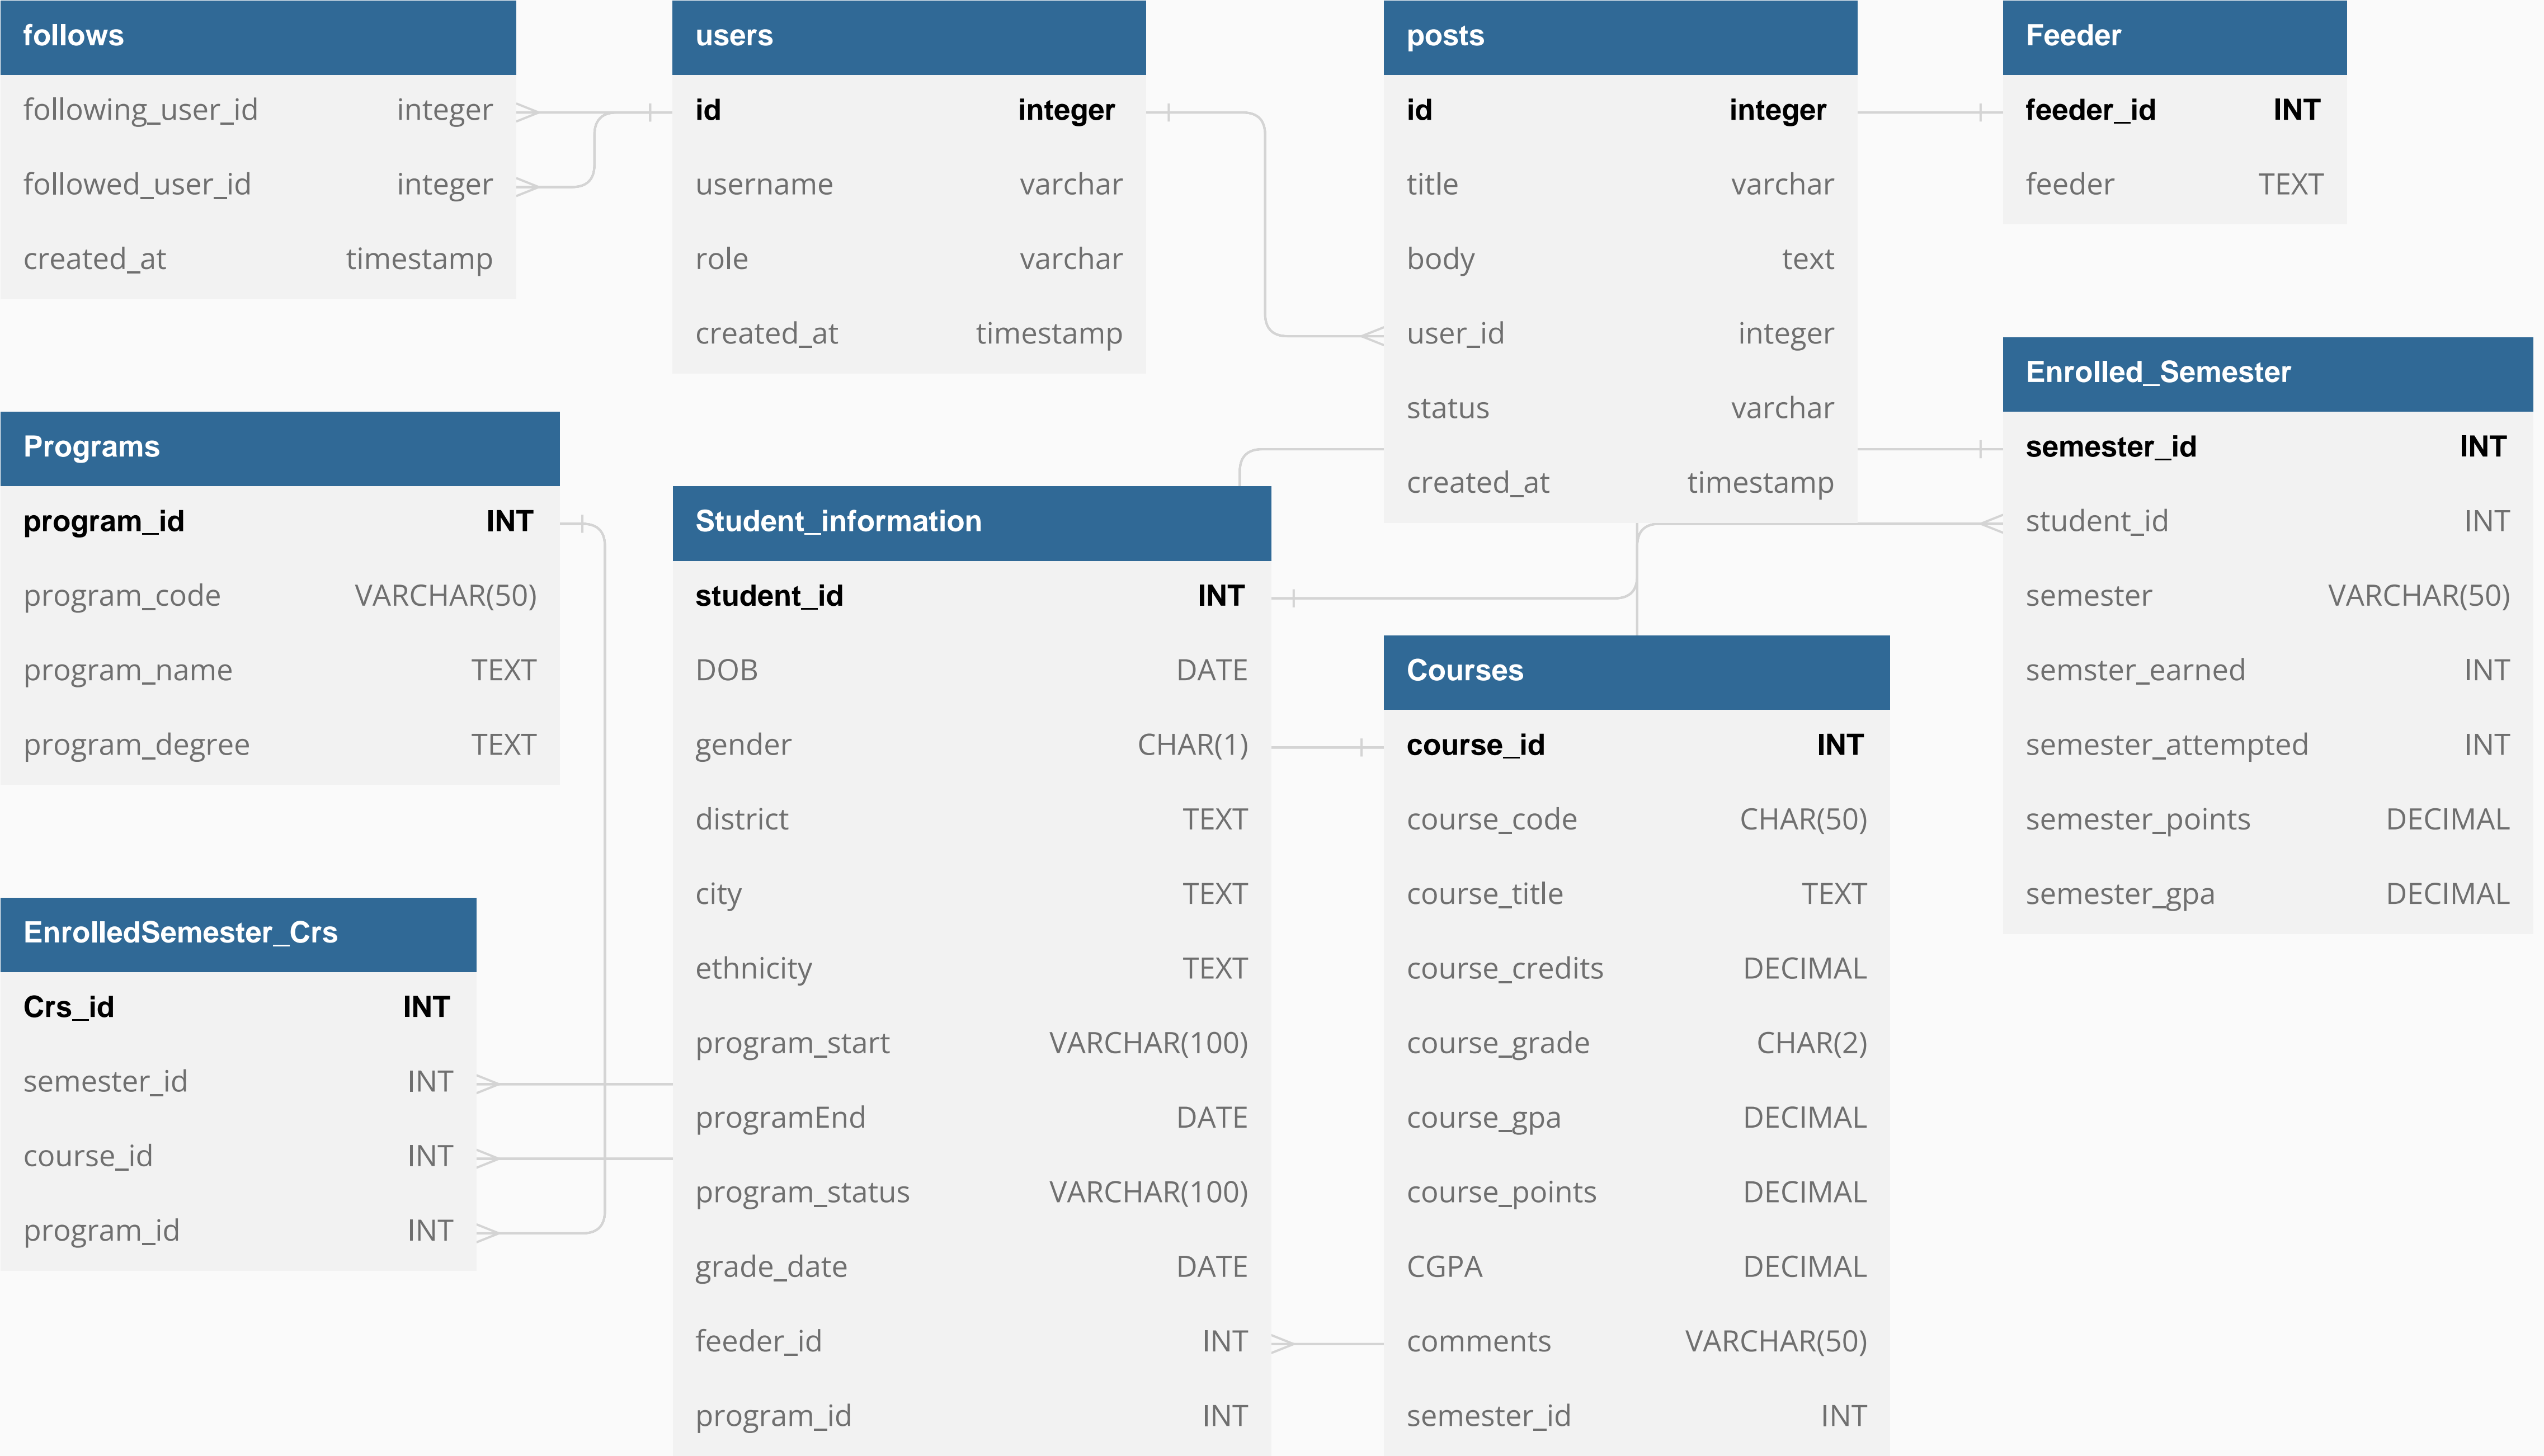 follows
following_user_id integer
followed_user_id integer
created_at timestamp
users
id integer
username varchar
role varchar
created_at timestamp
posts
id integer
title varchar
body text
user_id integer
status varchar
created_at timestamp
Feeder
feeder_id INT
feeder TEXT
Enrolled_Semester
semester_id INT
student_id INT
semester VARCHAR(50)
semster_earned INT
semester_attempted INT
semester_points DECIMAL
semester_gpa DECIMAL
Programs
program_id INT
program_code VARCHAR(50)
program_name TEXT
program_degree TEXT
Student_information
student_id INT
DOB DATE
gender CHAR(1)
district TEXT
city TEXT
ethnicity TEXT
program_start VARCHAR(100)
programEnd DATE
program_status VARCHAR(100)
grade_date DATE
feeder_id INT
program_id INT
Courses
course_id INT
course_code CHAR(50)
course_title TEXT
course_credits DECIMAL
course_grade CHAR(2)
course_gpa DECIMAL
course_points DECIMAL
CGPA DECIMAL
comments VARCHAR(50)
semester_id INT
EnrolledSemester_Crs
Crs_id INT
semester_id INT
course_id INT
program_id INT